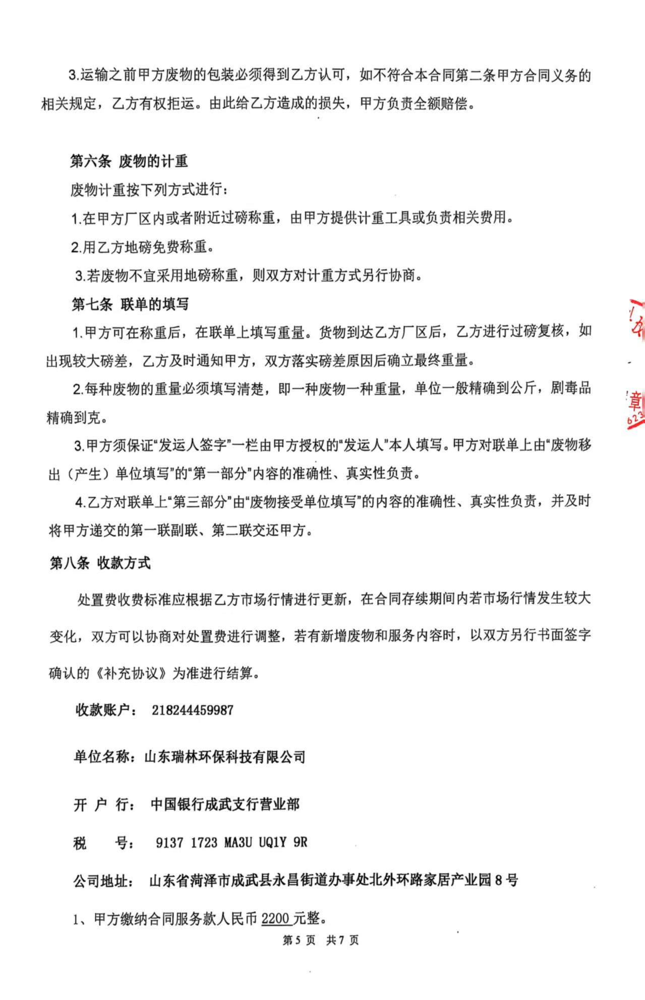 3.运输之前甲方废物的包装必须得到乙方认可，如不符合本合同第二条甲方合同义务的
相关规定，乙方有权拒运。由此给乙方造成的损失，甲方负责全额赔偿。
第六条 废物的计重
废物计重按下列方式进行：
1.在甲方厂区内或者附近过磅称重，由甲方提供计重工具或负责相关费用。
2.用乙方地磅免费称重。
3.若废物不宜采用地磅称重，则双方对计重方式另行协商。
第七条 联单的填写
1.甲方可在称重后，在联单上填写重量。货物到达乙方厂区后，乙方进行过磅复核，如
出现较大磅差，乙方及时通知甲方，双方落实磅差原因后确立最终重量。
2.每种废物的重量必须填写清楚，即一种废物一种重量，单位一般精确到公斤，剧毒品
精确到克。
3.甲方须保证“发运人签字”一栏由甲方授权的“发运人”本人填写。甲方对联单上由“废物移
出（产生）单位填写”的“第一部分”内容的准确性、真实性负责。
4.乙方对联单上“第三部分”由“废物接受单位填写”的内容的准确性、真实性负责，并及时
将甲方递交的第一联副联、第二联交还甲方。
第八条 收款方式
处置费收费标准应根据乙方市场行情进行更新，在合同存续期间内若市场行情发生较大
变化，双方可以协商对处置费进行调整，若有新增废物和服务内容时，以双方另行书面签字
确认的《补充协议》为准进行结算。
收款账户： 218244459987
单位名称：山东瑞林环保科技有限公司
开 户 行： 中国银行成武支行营业部
税 号： 9137 1723 MA3U UQ1Y 9R
公司地址： 山东省菏泽市成武县永昌街道办事处北外环路家居产业园 8 号
1、甲方缴纳合同服务款人民币 2200 元整。
第 5 页 共 7 页
章
623